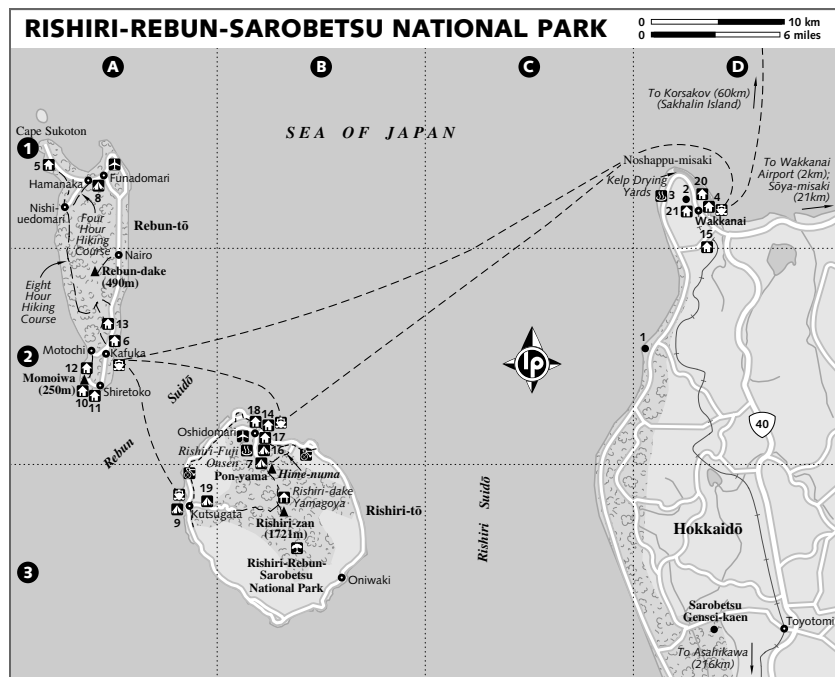 RISHIRI-REBUN-SAROBETSU NATIONAL PARK
0 10 km
0 6 miles
A
B
C
D
To Korsakov (60km)
(Sakhalin Island)
SEA OF JAPAN
Cape Sukoton
1
5
Hamanaka
8
Funadomari
Nishi-
uedomari
Four
Hour
Hiking
Course
Rebun-tō
Noshappu-misaki
Kelp Drying
Yards
3
2
20
4
21
Wakkanai
15
To Wakkanai
Airport (2km);
Sōya-misaki
(21km)
Nairo
Rebun-dake
(490m)
Eight
Hour
Hiking
Course
13
6
2
Motochi
Kafuka
12
Momoiwa
(250m)
10
11
Shiretoko
Rebun Suidō
lp
1
40
18
14
Oshidomari
17
Rishiri-Fuji
Onsen
16
7
Pon-yama
Hime-numa
19
Rishiri-dake
Yamagoya
Kutsugata
9
Rishiri-zan
(1721m)
Rishiri-tō
Rishiri Suidō
Hokkaidō
3
Rishiri-Rebun-
Sarobetsu
National Park
Oniwaki
Sarobetsu
Gensei-kaen
Toyotomi
To Asahikawa
(216km)